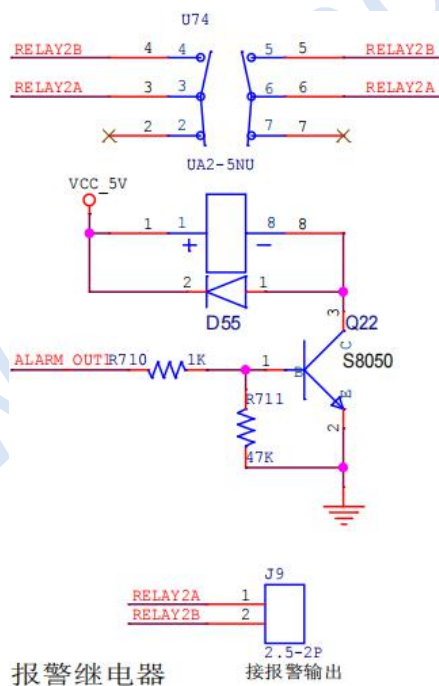 U74
RELAY2B 4 4 5 5 RELAY2B
RELAY2A 3 3 6 6 RELAY2A
2 2 7 7
UA2-5NU
VCC_5V
1 1 + - 8 8
2 1
D55
3 Q22
C
S8050
ALARM OUT1 R710 1K 1 B
E
R711
2
47K
J9
RELAY2A 1
RELAY2B 2
2.5-2P
报警继电器 接报警输出